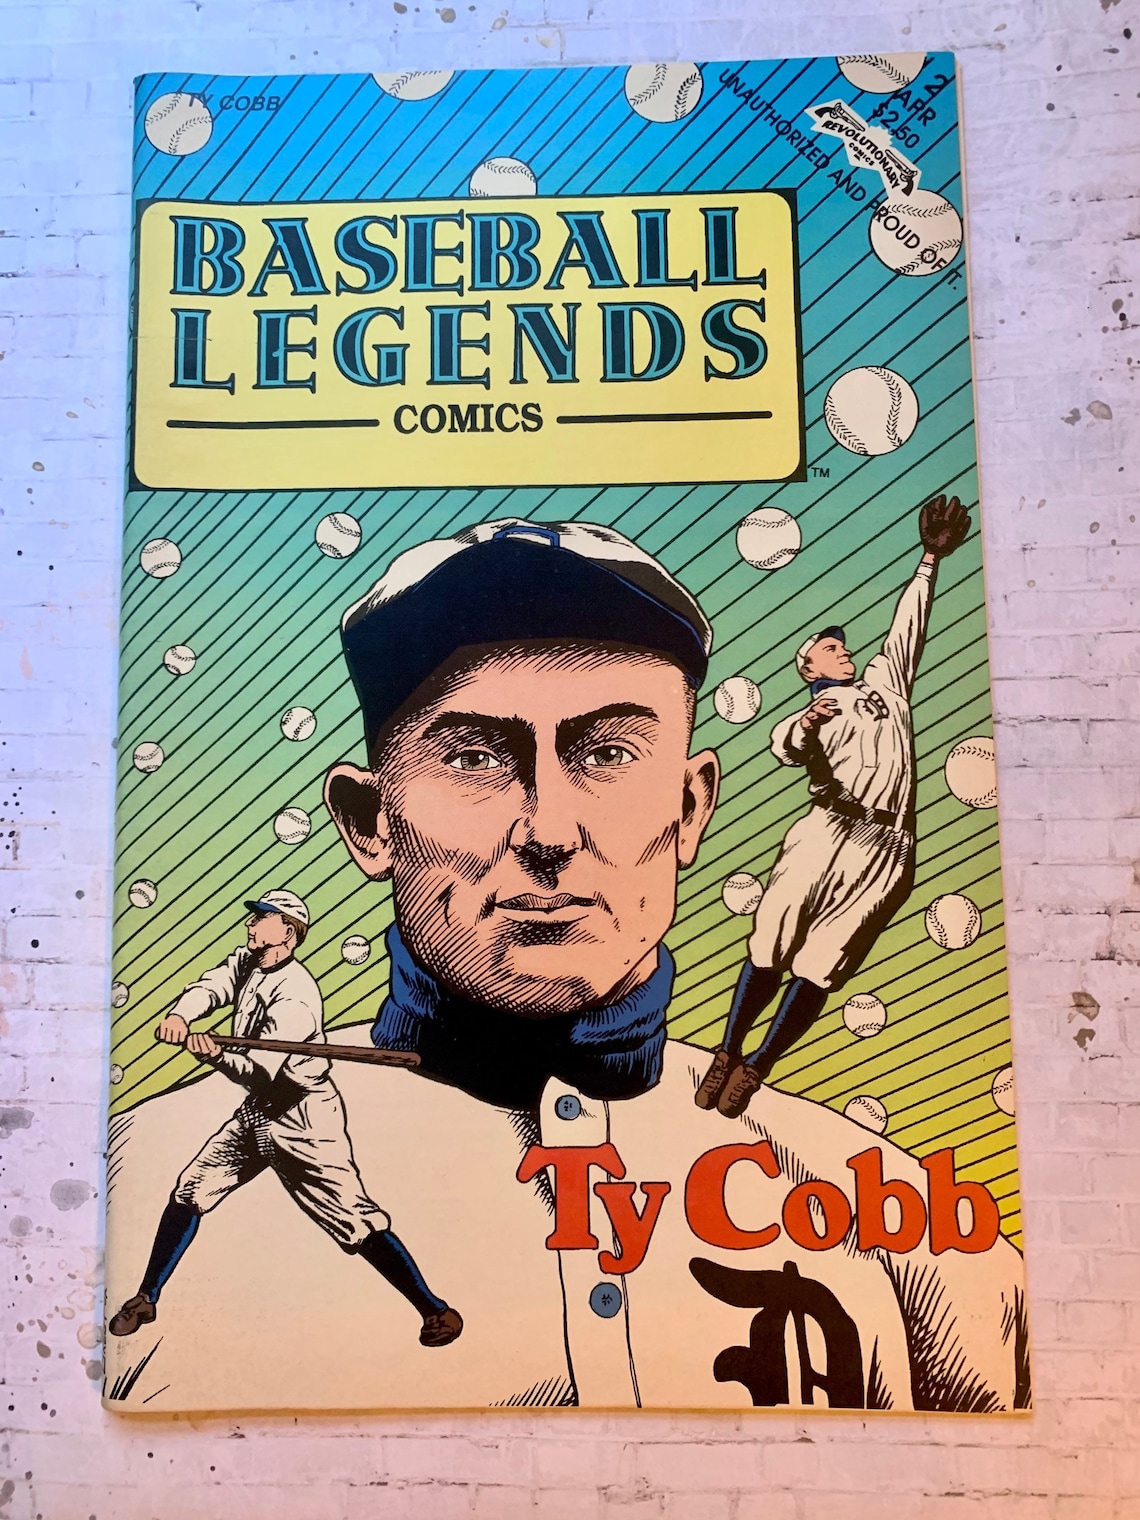 TY COBB
2
APR
$2.50
REVOLUTIONARY
COMICS
UNAUTHORIZED AND PROUD OF IT.
BASEBALL
LEGENDS
COMICS
TM
Ty Cobb
D